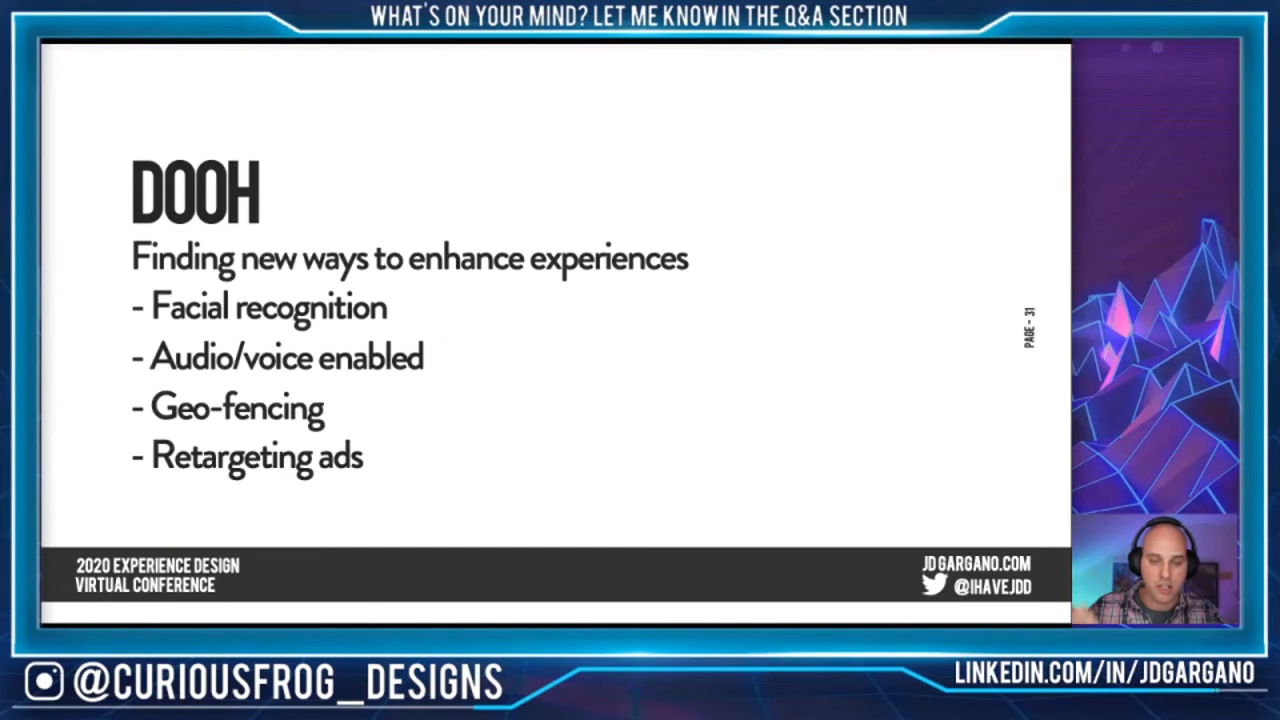 WHAT'S ON YOUR MIND? LET ME KNOW IN THE Q&A SECTION
DOOH
Finding new ways to enhance experiences
- Facial recognition
- Audio/voice enabled
- Geo-fencing
- Retargeting ads
PAGE - 31
2020 EXPERIENCE DESIGN
VIRTUAL CONFERENCE
JDGARGANO.COM
@IHAVEJDD
@CURIOUSFROG_DESIGNS
LINKEDIN.COM/IN/JDGARGANO